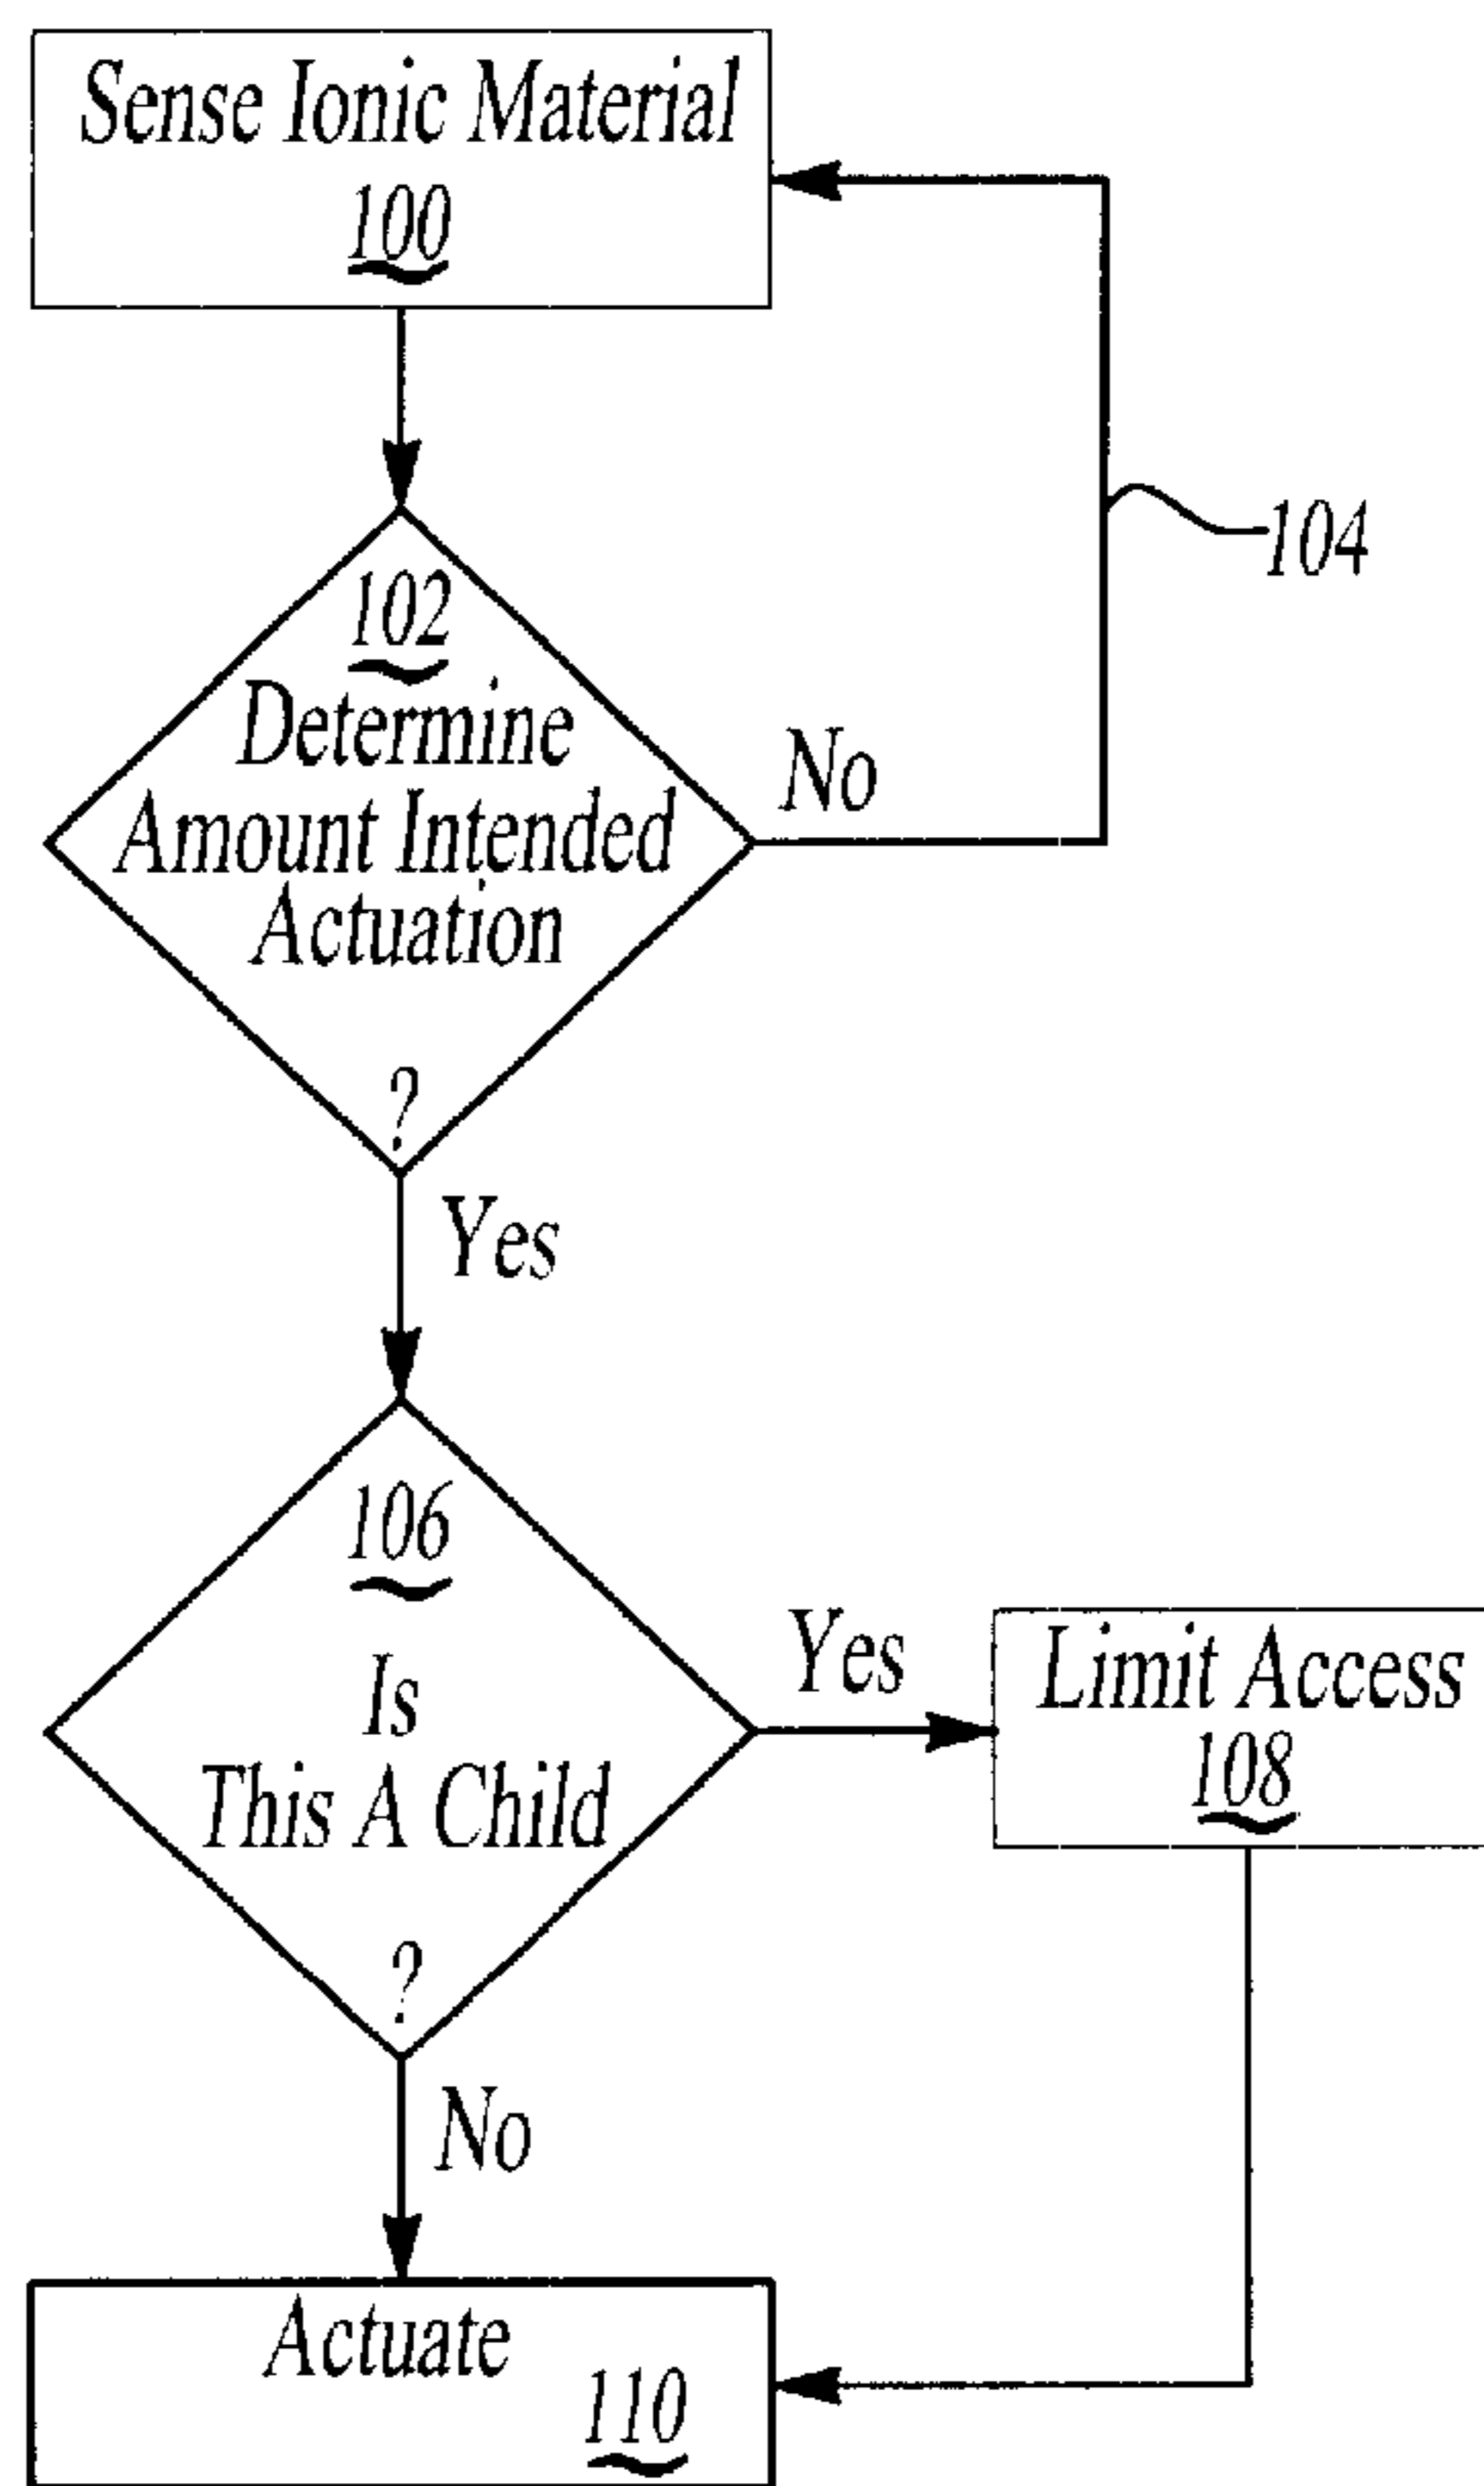 Sense Ionic Material
100
104
102
Determine
Amount Intended
Actuation
?
No
Yes
106
Is
This A Child
?
Yes
Limit Access
108
No
Actuate
110